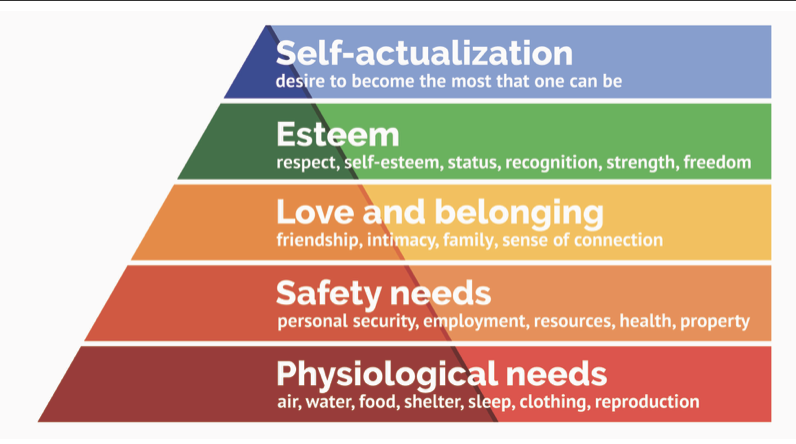 Self-actualization
desire to become the most that one can be
Esteem
respect, self-esteem, status, recognition, strength, freedom
Love and belonging
friendship, intimacy, family, sense of connection
Safety needs
personal security, employment, resources, health, property
Physiological needs
air, water, food, shelter, sleep, clothing, reproduction